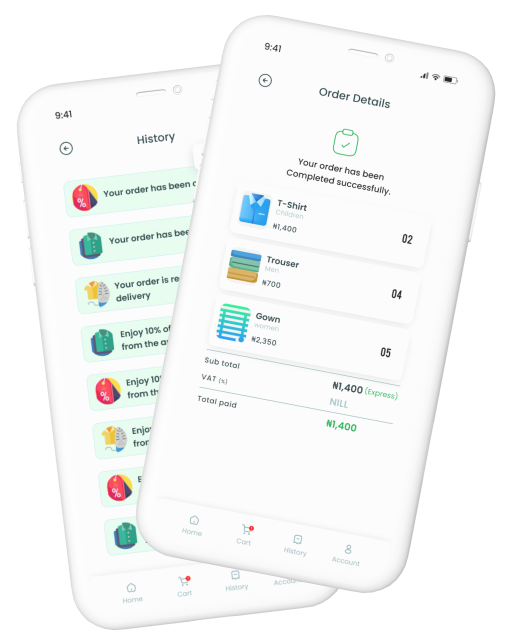 9:41
History
Your order has been
Your order has bee
Your order is re
delivery
Enjoy 10% of
from the a
Enjoy 10
from th
Enjo
fro
9:41
Order Details
Your order has been
Completed successfully.
T-Shirt
Children
₦1,400
02
Trouser
Men
₦700
04
Gown
women
₦2,350
05
Sub total
₦1,400 (Express)
VAT (%)
NILL
Total paid
₦1,400
Home
Cart
History
Account
Home
Cart
History
Accou